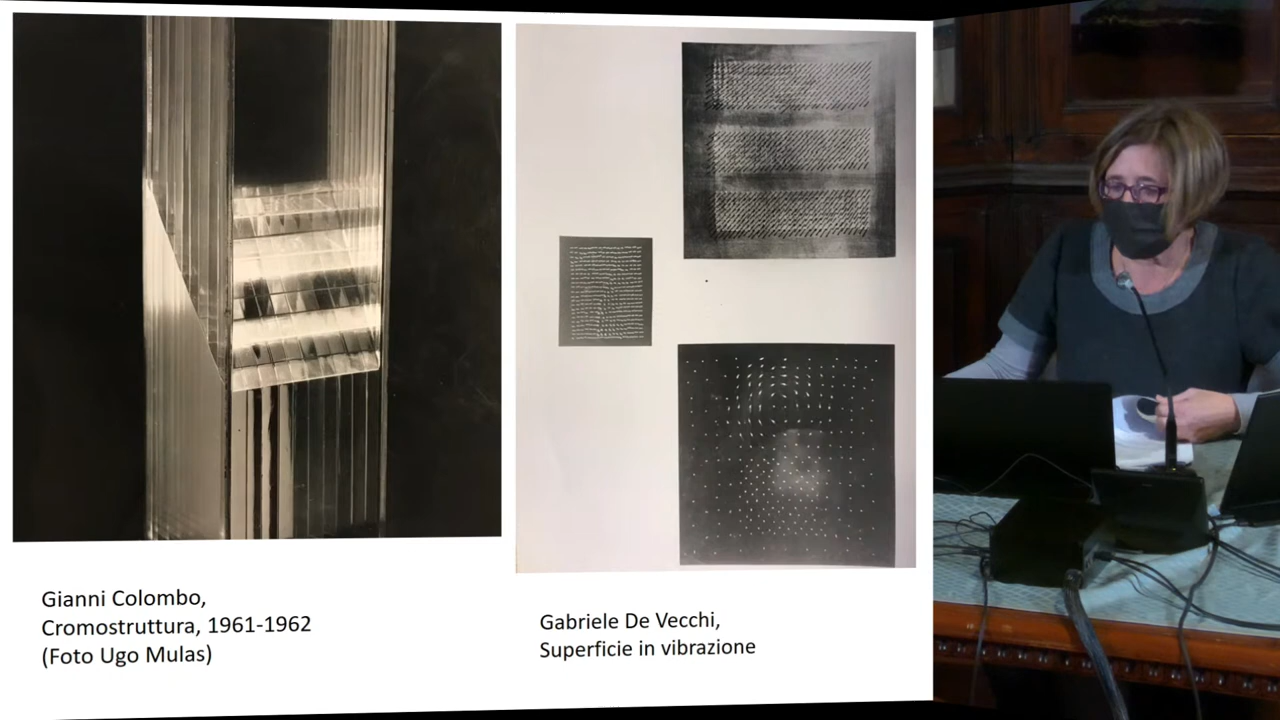 Gianni Colombo,
Cromostruttura, 1961-1962
(Foto Ugo Mulas)
Gabriele De Vecchi,
Superficie in vibrazione